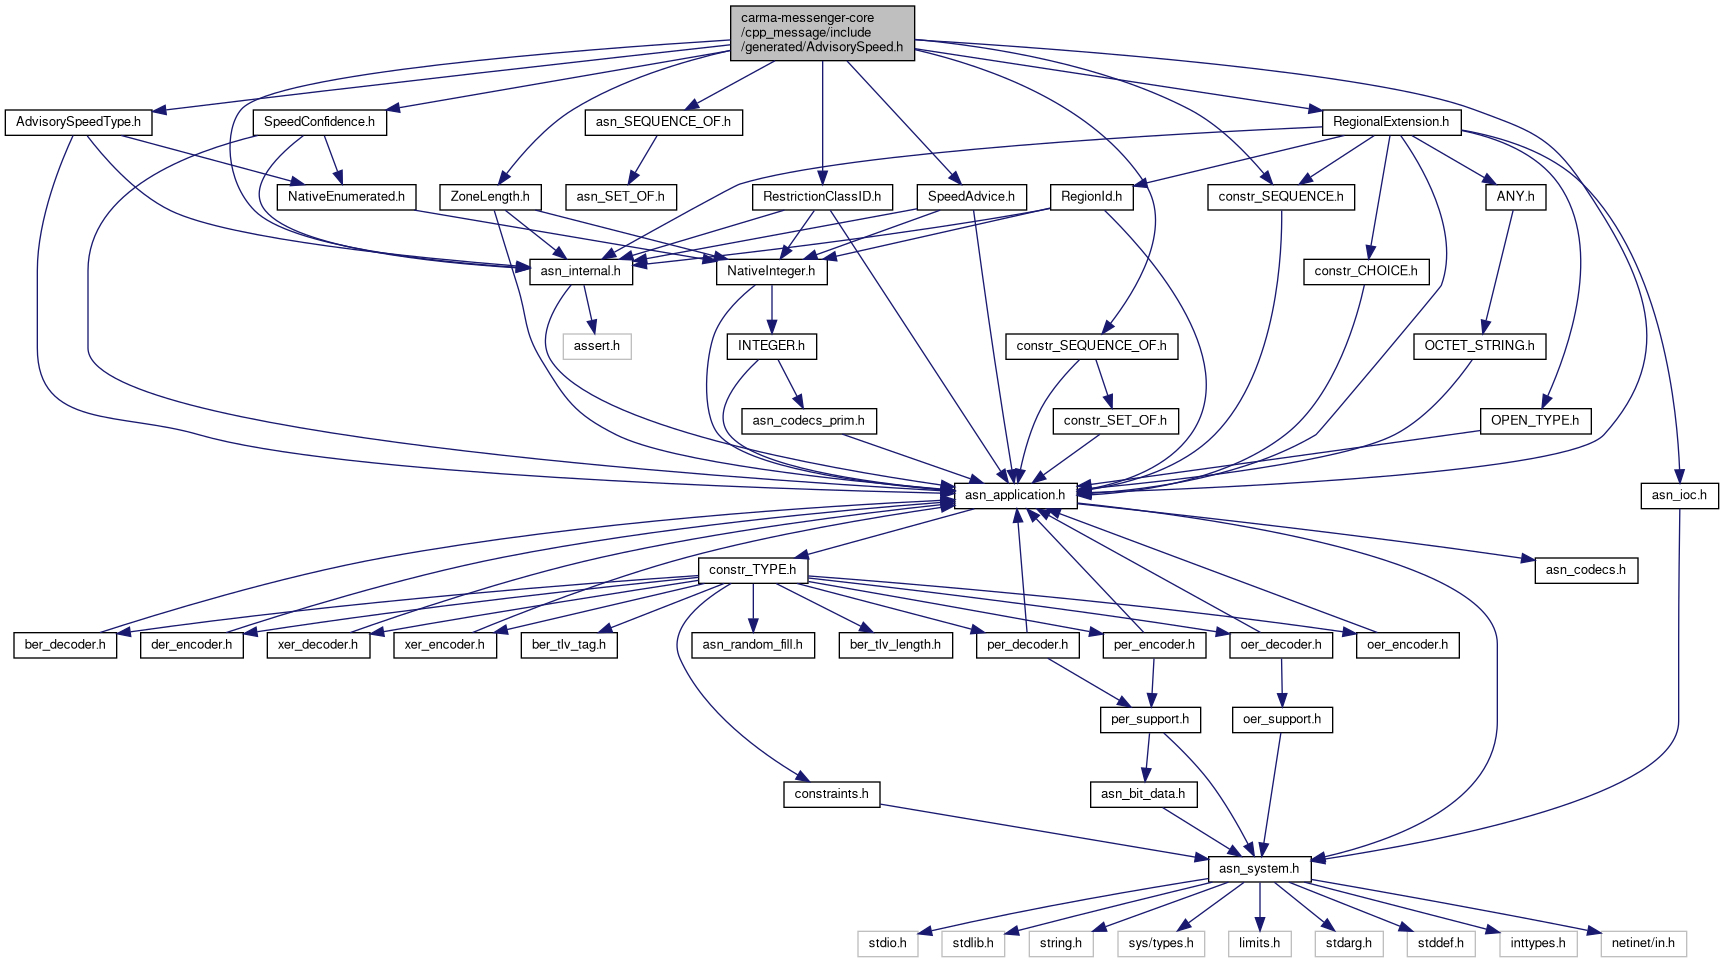 carma-messenger-core
/cpp_message/include
/generated/AdvisorySpeed.h
AdvisorySpeedType.h
SpeedConfidence.h
asn_SEQUENCE_OF.h
RegionalExtension.h
NativeEnumerated.h
ZoneLength.h
asn_SET_OF.h
RestrictionClassID.h
SpeedAdvice.h
RegionId.h
constr_SEQUENCE.h
ANY.h
asn_internal.h
NativeInteger.h
constr_CHOICE.h
assert.h
INTEGER.h
constr_SEQUENCE_OF.h
OCTET_STRING.h
asn_codecs_prim.h
constr_SET_OF.h
OPEN_TYPE.h
asn_application.h
asn_ioc.h
constr_TYPE.h
asn_codecs.h
ber_decoder.h
der_encoder.h
xer_decoder.h
xer_encoder.h
ber_tlv_tag.h
asn_random_fill.h
ber_tlv_length.h
per_decoder.h
per_encoder.h
oer_decoder.h
oer_encoder.h
per_support.h
oer_support.h
constraints.h
asn_bit_data.h
asn_system.h
stdio.h
stdlib.h
string.h
sys/types.h
limits.h
stdarg.h
stddef.h
inttypes.h
netinet/in.h